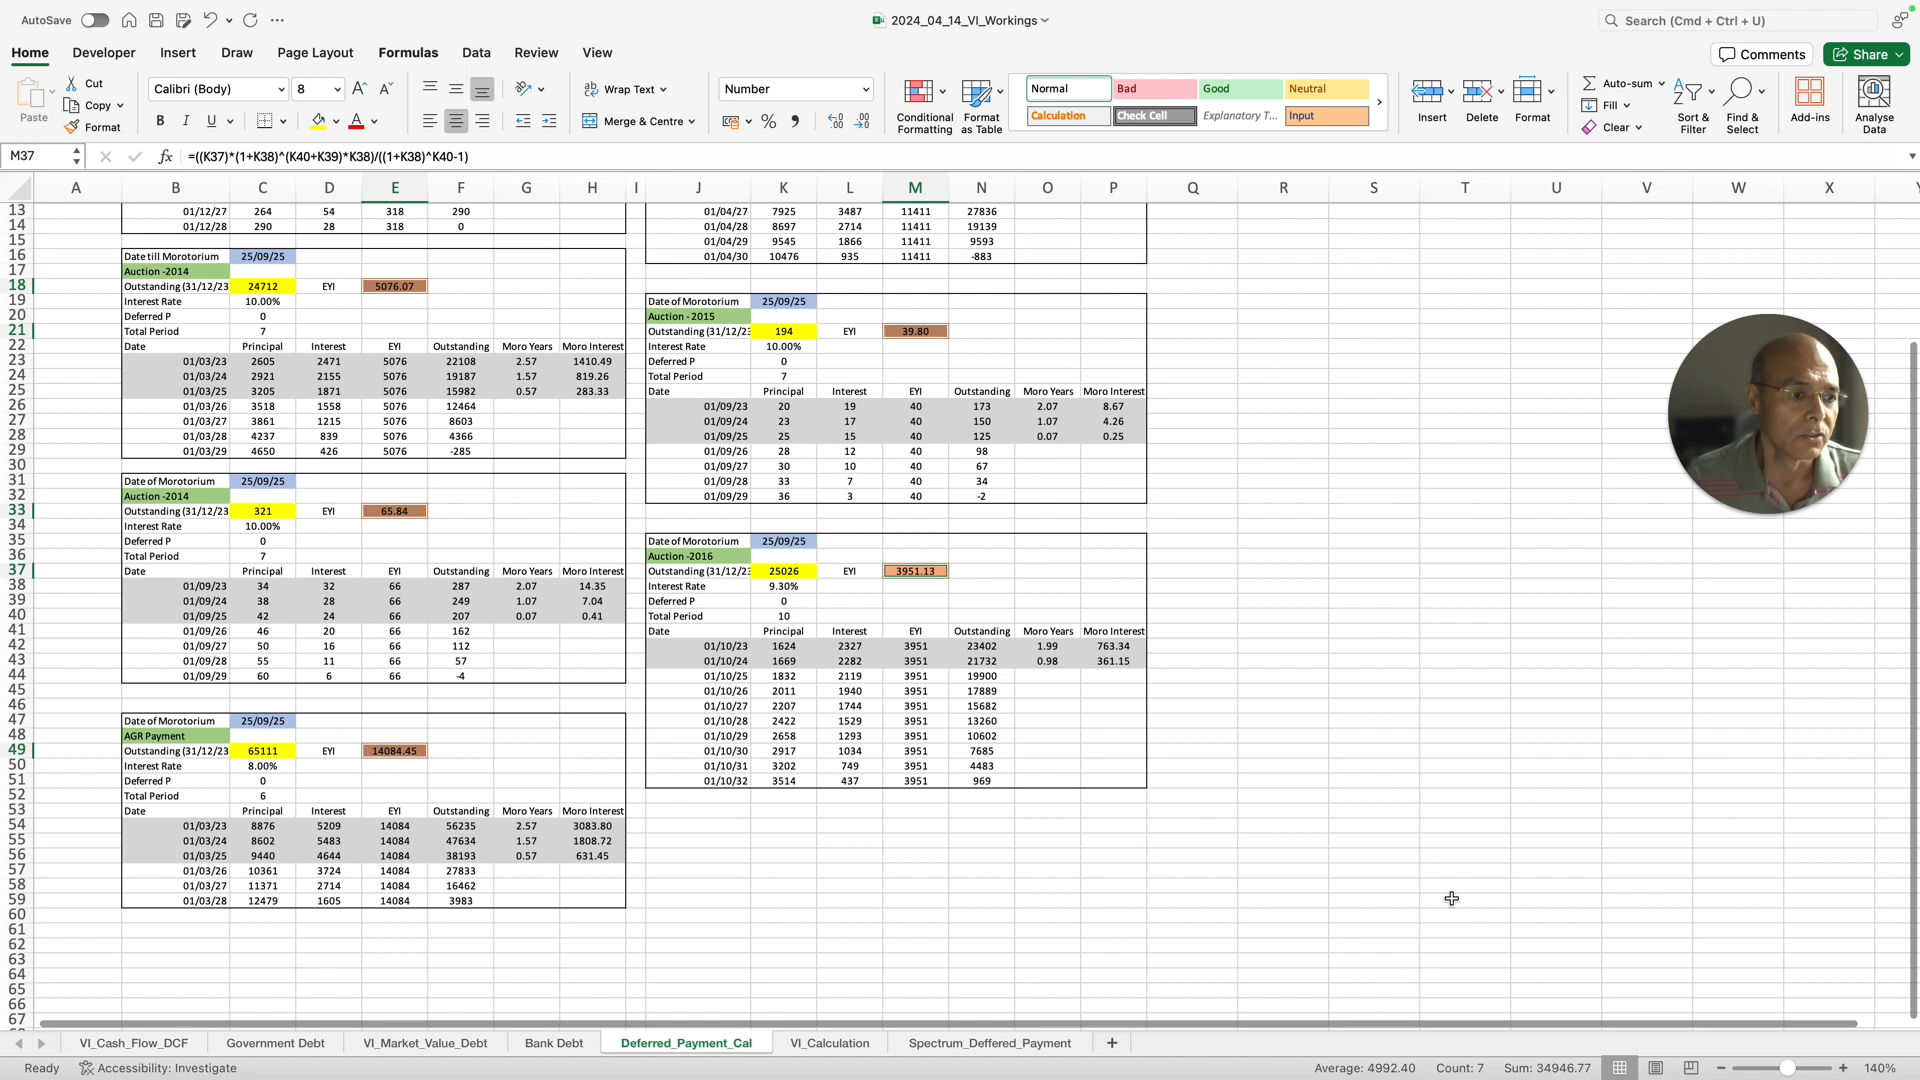 AutoSave
2024_04_14_VI_Workings
Search (Cmd + Ctrl + U)
Home Developer Insert Draw Page Layout Formulas Data Review View
Comments Share
Paste Cut Copy Format
Calibri (Body) 8
B I U A
Wrap Text
Merge & Centre
Number
Conditional Formatting
Format as Table
Normal Bad Good Neutral
Calculation Check Cell Explanatory T... Input
Insert Delete Format
Auto-sum Fill Clear
Sort & Filter
Find & Select
Add-ins
Analyse Data
M37 fx =((K37)*(1+K38)^(K40+K39)*K38)/((1+K38)^K40-1)
A B C D E F G H I J K L M N O P Q R S T U V W X Y
13 01/12/27 264 54 318 290 01/04/27 7925 3487 11411 27836
14 01/12/28 290 28 318 0 01/04/28 8697 2714 11411 19139
15 01/04/29 9545 1866 11411 9593
16 Date till Morotorium 25/09/25 01/04/30 10476 935 11411 -883
17 Auction -2014
18 Outstanding (31/12/23 24712 EYI 5076.07
19 Interest Rate 10.00% Date of Morotorium 25/09/25
20 Deferred P 0 Auction - 2015
21 Total Period 7 Outstanding (31/12/23 194 EYI 39.80
22 Date Principal Interest EYI Outstanding Moro Years Moro Interest Interest Rate 10.00%
23 01/03/23 2605 2471 5076 22108 2.57 1410.49 Deferred P 0
24 01/03/24 2921 2155 5076 19187 1.57 819.26 Total Period 7
25 01/03/25 3205 1871 5076 15982 0.57 283.33 Date Principal Interest EYI Outstanding Moro Years Moro Interest
26 01/03/26 3518 1558 5076 12464 01/09/23 20 19 40 173 2.07 8.67
27 01/03/27 3861 1215 5076 8603 01/09/24 23 17 40 150 1.07 4.26
28 01/03/28 4237 839 5076 4366 01/09/25 25 15 40 125 0.07 0.25
29 01/03/29 4650 426 5076 -285 01/09/26 28 12 40 98
30 01/09/27 30 10 40 67
31 Date of Morotorium 25/09/25 01/09/28 33 7 40 34
32 Auction -2014 01/09/29 36 3 40 -2
33 Outstanding (31/12/23 321 EYI 65.84
34 Interest Rate 10.00%
35 Deferred P 0 Date of Morotorium 25/09/25
36 Total Period 7 Auction -2016
37 Date Principal Interest EYI Outstanding Moro Years Moro Interest Outstanding (31/12/23 25026 EYI 3951.13
38 01/09/23 34 32 66 287 2.07 14.35 Interest Rate 9.30%
39 01/09/24 38 28 66 249 1.07 7.04 Deferred P 0
40 01/09/25 42 24 66 207 0.07 0.41 Total Period 10
41 01/09/26 46 20 66 162 Date Principal Interest EYI Outstanding Moro Years Moro Interest
42 01/09/27 50 16 66 112 01/10/23 1624 2327 3951 23402 1.99 763.34
43 01/09/28 55 11 66 57 01/10/24 1669 2282 3951 21732 0.98 361.15
44 01/09/29 60 6 66 -4 01/10/25 1832 2119 3951 19900
45 01/10/26 2011 1940 3951 17889
46 01/10/27 2207 1744 3951 15682
47 Date of Morotorium 25/09/25 01/10/28 2422 1529 3951 13260
48 AGR Payment 01/10/29 2658 1293 3951 10602
49 Outstanding (31/12/23 65111 EYI 14084.45 01/10/30 2917 1034 3951 7685
50 Interest Rate 8.00% 01/10/31 3202 749 3951 4483
51 Deferred P 0 01/10/32 3514 437 3951 969
52 Total Period 6
53 Date Principal Interest EYI Outstanding Moro Years Moro Interest
54 01/03/23 8876 5209 14084 56235 2.57 3083.80
55 01/03/24 8602 5483 14084 47634 1.57 1808.72
56 01/03/25 9440 4644 14084 38193 0.57 631.45
57 01/03/26 10361 3724 14084 27833
58 01/03/27 11371 2714 14084 16462
59 01/03/28 12479 1605 14084 3983
60
61
62
63
64
65
66
67
VI_Cash_Flow_DCF Government Debt VI_Market_Value_Debt Bank Debt Deferred_Payment_Cal VI_Calculation Spectrum_Deffered_Payment
Ready Accessibility: Investigate Average: 4992.40 Count: 7 Sum: 34946.77 140%